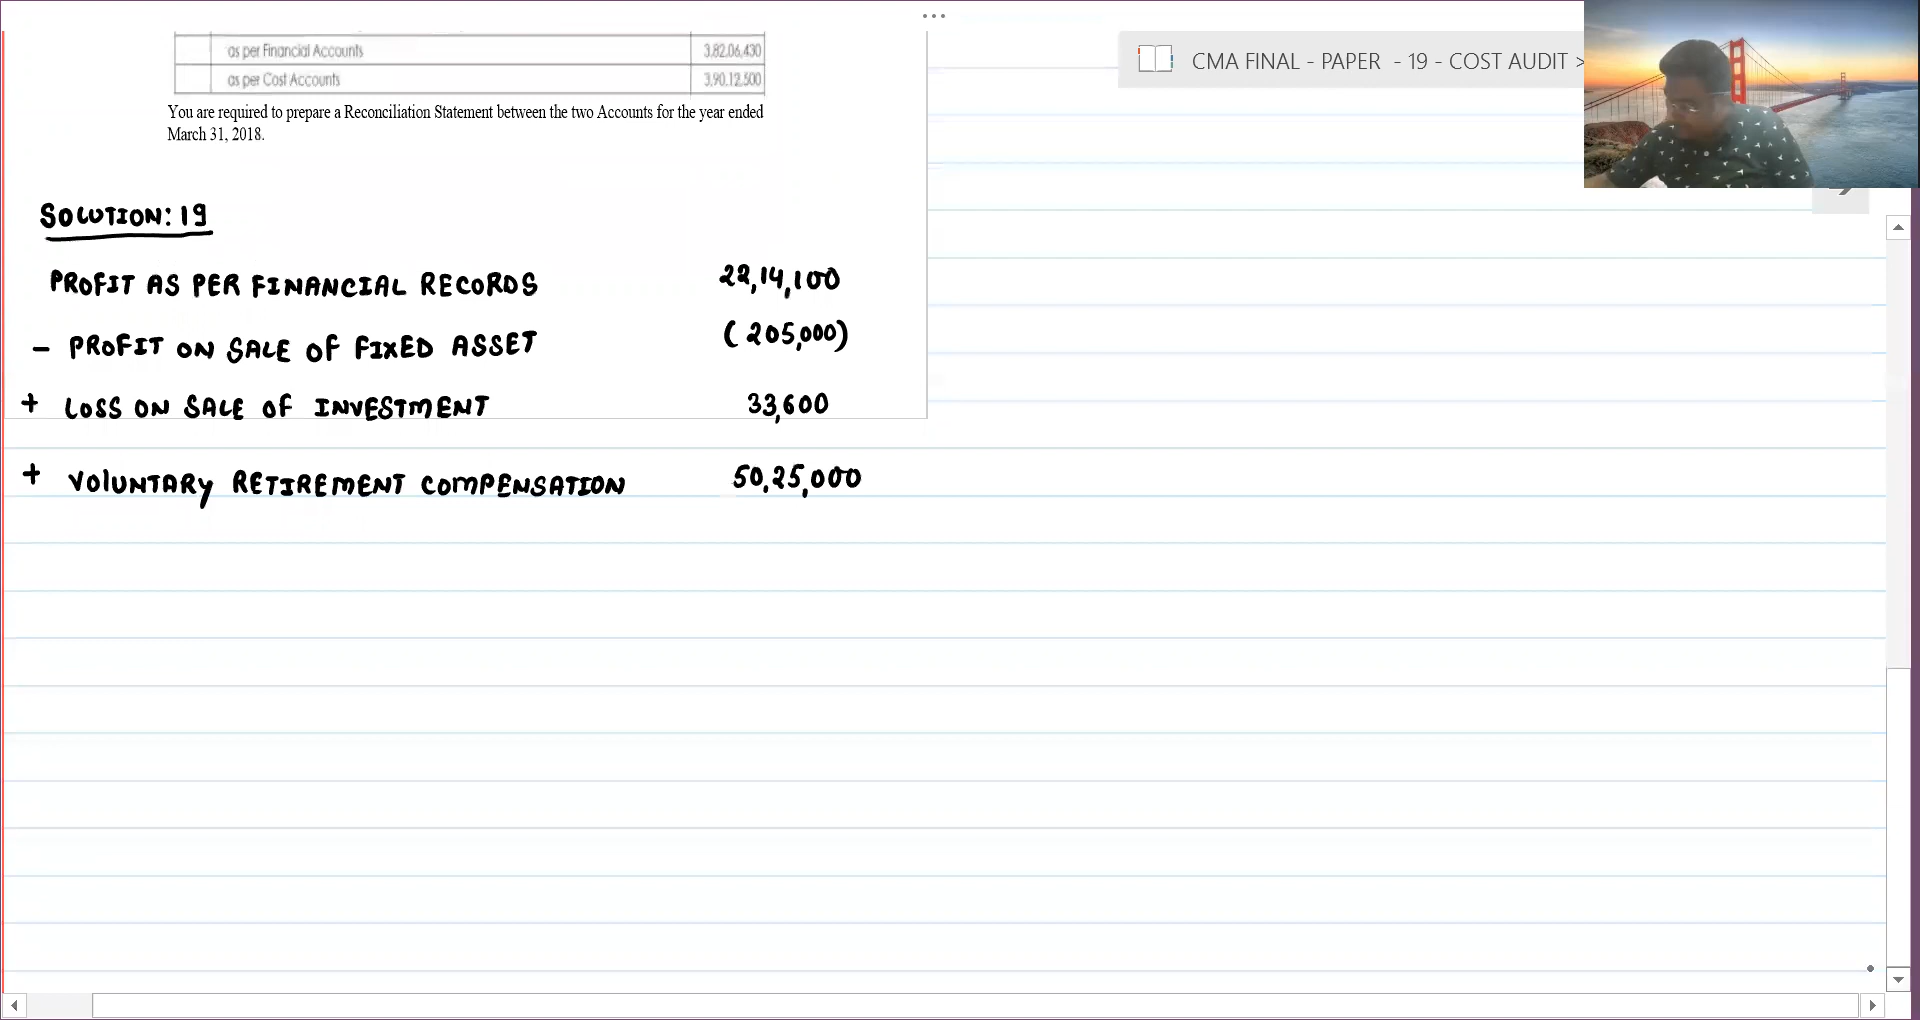 as per Financial Accounts 3,82,06,430
as per Cost Accounts 3,90,12,500
You are required to prepare a Reconciliation Statement between the two Accounts for the year ended
March 31, 2018.
CMA FINAL - PAPER - 19 - COST AUDIT >
SOLUTION: 19
PROFIT AS PER FINANCIAL RECORDS 22,14,100
- PROFIT ON SALE OF FIXED ASSET (205,000)
+ LOSS ON SALE OF INVESTMENT 33,600
+ VOLUNTARY RETIREMENT COMPENSATION 50,25,000